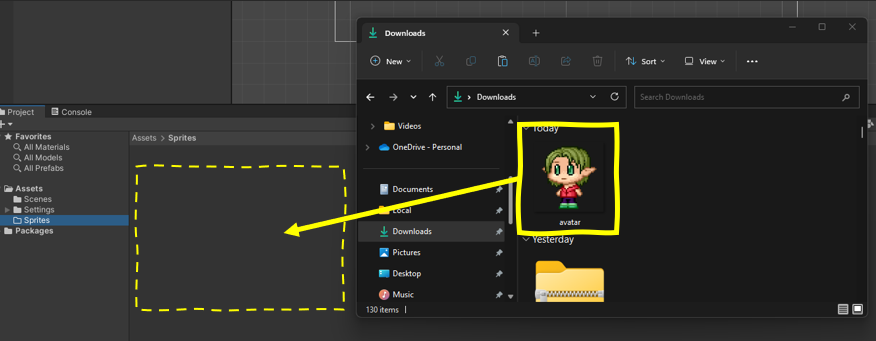 Downloads
New
Sort
View
Downloads
Search Downloads
Project
Console
Favorites
All Materials
All Models
All Prefabs
Assets
Scenes
Settings
Sprites
Packages
Assets > Sprites
Videos
OneDrive - Personal
Documents
Local
Downloads
Pictures
Desktop
Music
Today
avatar
Yesterday
130 items